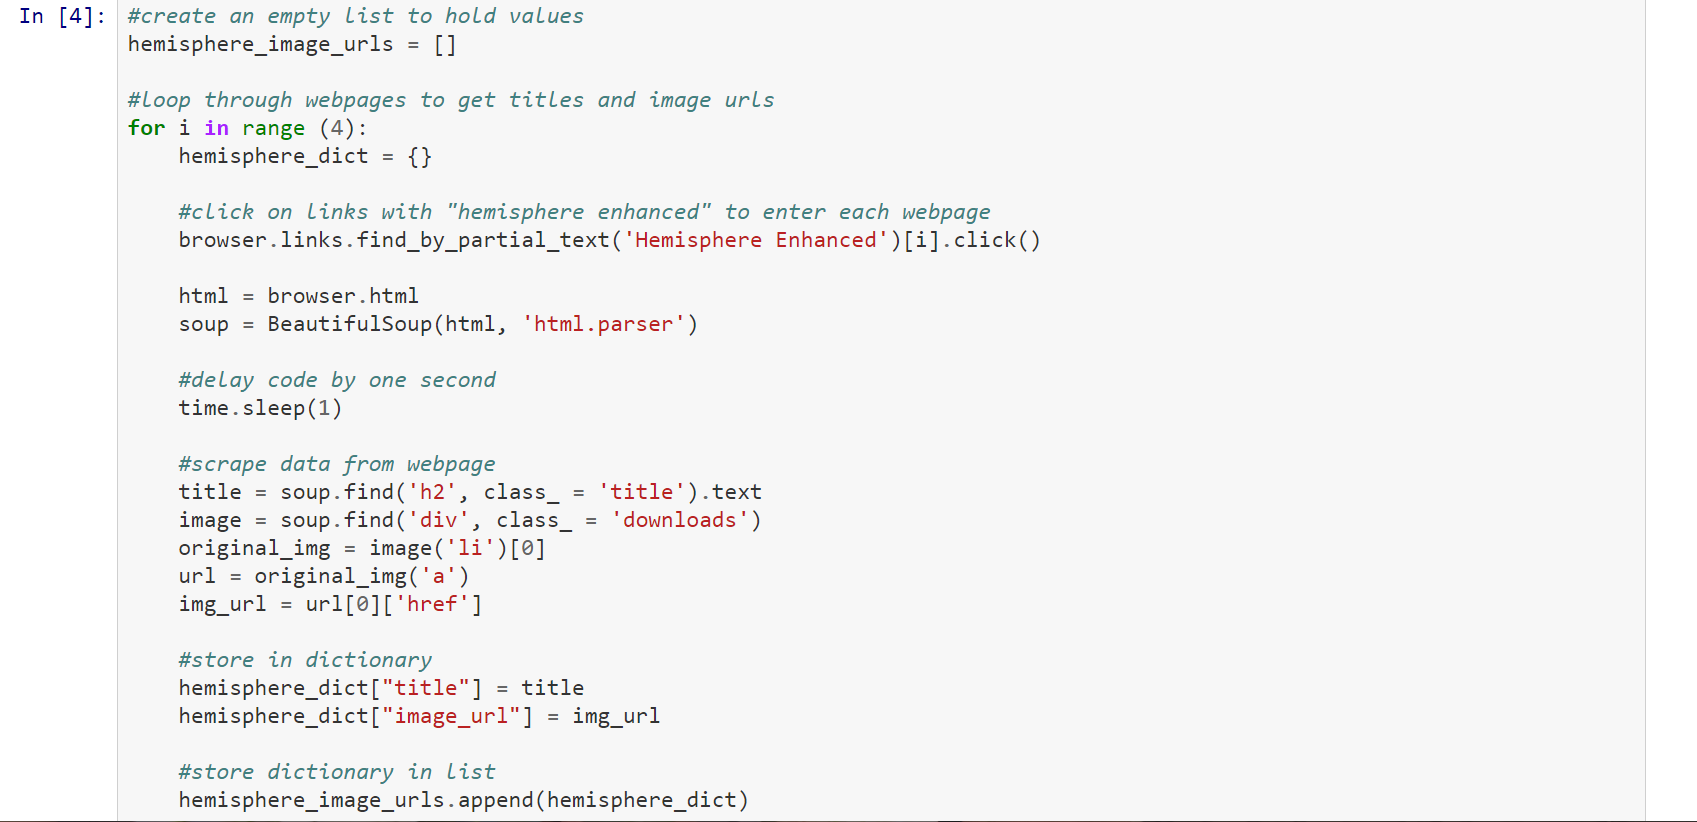 In [4]:
#create an empty list to hold values
hemisphere_image_urls = []
#loop through webpages to get titles and image urls
for i in range (4):
    hemisphere_dict = {}
    #click on links with "hemisphere enhanced" to enter each webpage
    browser.links.find_by_partial_text('Hemisphere Enhanced')[i].click()
    html = browser.html
    soup = BeautifulSoup(html, 'html.parser')
    #delay code by one second
    time.sleep(1)
    #scrape data from webpage
    title = soup.find('h2', class_ = 'title').text
    image = soup.find('div', class_ = 'downloads')
    original_img = image('li')[0]
    url = original_img('a')
    img_url = url[0]['href']
    #store in dictionary
    hemisphere_dict["title"] = title
    hemisphere_dict["image_url"] = img_url
    #store dictionary in list
    hemisphere_image_urls.append(hemisphere_dict)